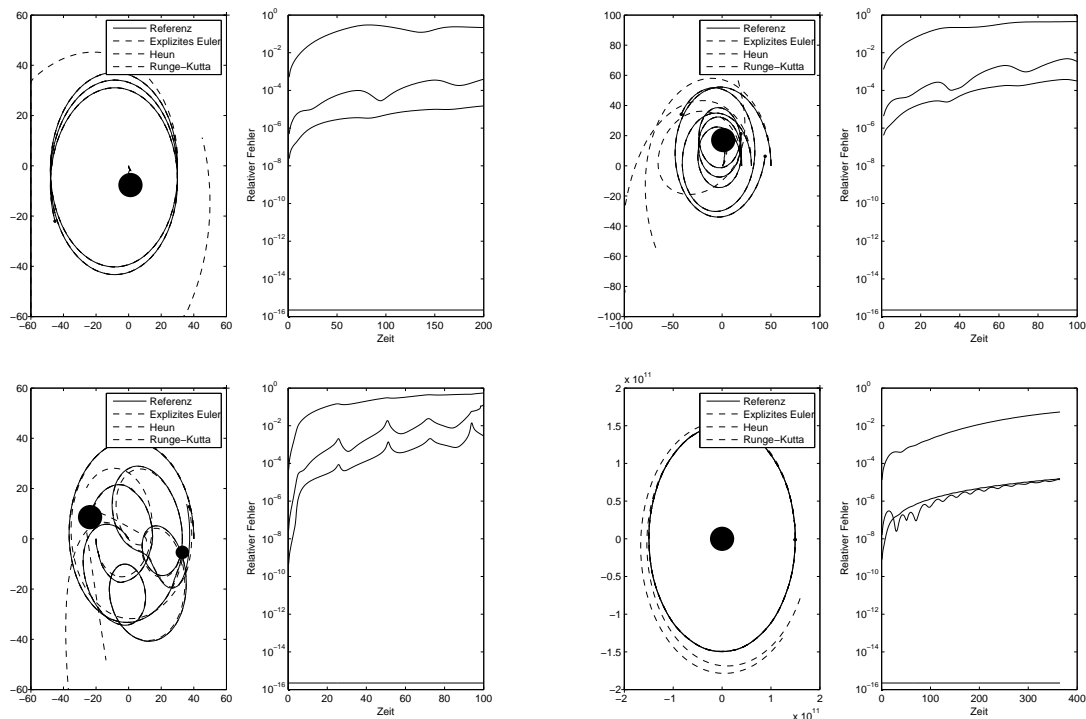 60
40
20
0
−20
−40
−60
−60 −40 −20 0 20 40 60
Referenz
Explizites Euler
Heun
Runge−Kutta
10^0
10^−2
10^−4
10^−6
10^−8
10^−10
10^−12
10^−14
10^−16
0 50 100 150 200
Zeit
Relativer Fehler
100
80
60
40
20
0
−20
−40
−60
−80
−100
−100 −50 0 50 100
Referenz
Explizites Euler
Heun
Runge−Kutta
10^0
10^−2
10^−4
10^−6
10^−8
10^−10
10^−12
10^−14
10^−16
0 20 40 60 80 100
Zeit
Relativer Fehler
60
40
20
0
−20
−40
−60
−60 −40 −20 0 20 40 60
Referenz
Explizites Euler
Heun
Runge−Kutta
10^0
10^−2
10^−4
10^−6
10^−8
10^−10
10^−12
10^−14
10^−16
0 20 40 60 80 100
Zeit
Relativer Fehler
x 10^11
2
1.5
1
0.5
0
−0.5
−1
−1.5
−2
−2 −1 0 1 2
x 10^11
Referenz
Explizites Euler
Heun
Runge−Kutta
10^0
10^−2
10^−4
10^−6
10^−8
10^−10
10^−12
10^−14
10^−16
0 100 200 300 400
Zeit
Relativer Fehler